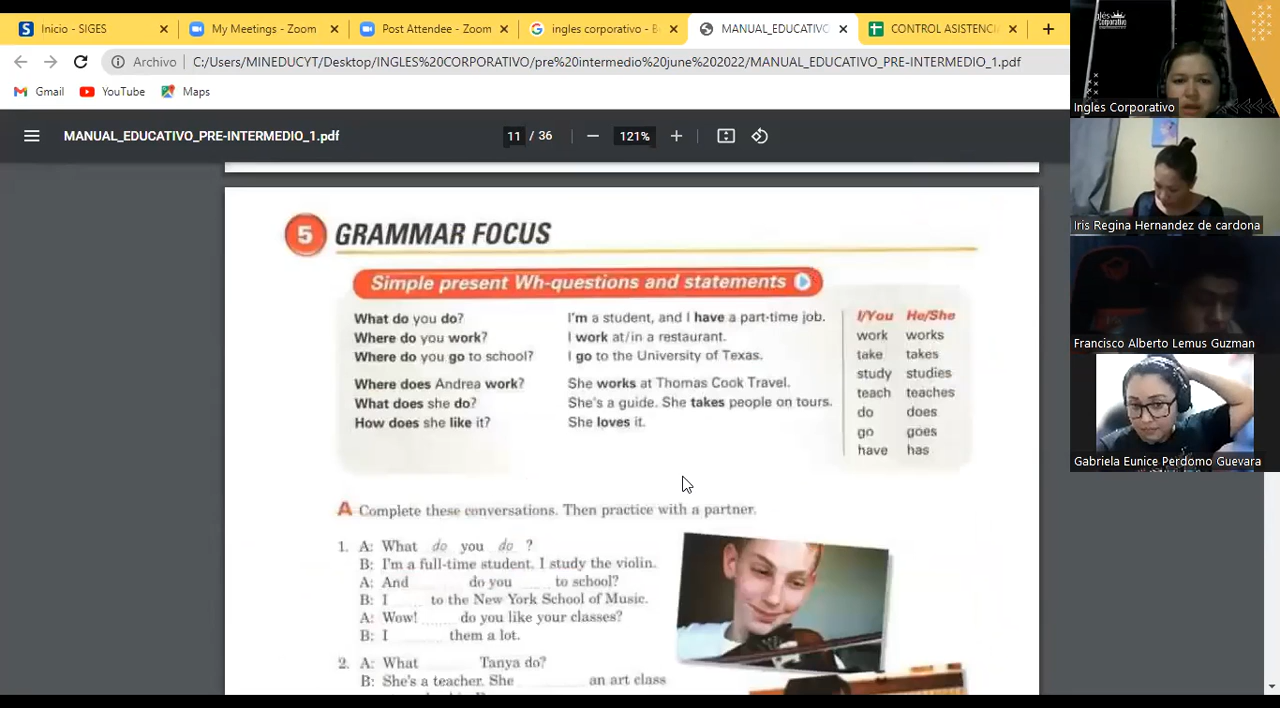 Inicio - SIGES
My Meetings - Zoom
Post Attendee - Zoom
ingles corporativo - B
MANUAL_EDUCATIVO
CONTROL ASISTENCI
Archivo
C:/Users/MINEDUCYT/Desktop/INGLES%20CORPORATIVO/pre%20intermedio%20june%202022/MANUAL_EDUCATIVO_PRE-INTERMEDIO_1.pdf
Gmail
YouTube
Maps
MANUAL_EDUCATIVO_PRE-INTERMEDIO_1.pdf
11 / 36
121%
5 GRAMMAR FOCUS
Simple present Wh-questions and statements
What do you do?
Where do you work?
Where do you go to school?
Where does Andrea work?
What does she do?
How does she like it?
I'm a student, and I have a part-time job.
I work at/in a restaurant.
I go to the University of Texas.
She works at Thomas Cook Travel.
She's a guide. She takes people on tours.
She loves it.
I/You He/She
work works
take takes
study studies
teach teaches
do does
go goes
have has
A Complete these conversations. Then practice with a partner.
1. A: What do you do ?
B: I'm a full-time student. I study the violin.
A: And ...... do you ...... to school?
B: I ...... to the New York School of Music.
A: Wow! ...... do you like your classes?
B: I ...... them a lot.
2. A: What ...... Tanya do?
B: She's a teacher. She ...... an art class
Ingles Corporativo
Iris Regina Hernandez de cardona
Francisco Alberto Lemus Guzman
Gabriela Eunice Perdomo Guevara